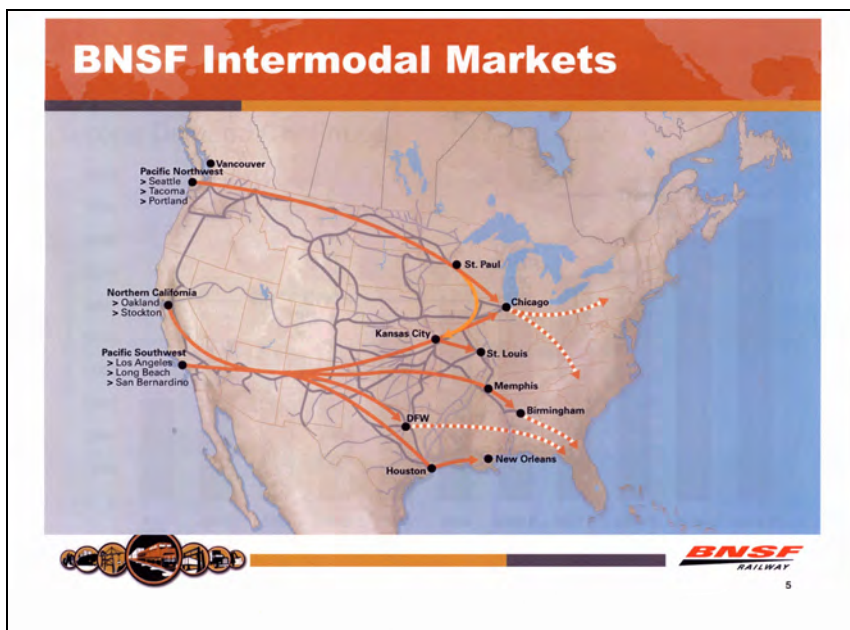 BNSF Intermodal Markets
Vancouver
Pacific Northwest
> Seattle
> Tacoma
> Portland
St. Paul
Northern California
> Oakland
> Stockton
Chicago
Kansas City
Pacific Southwest
> Los Angeles
> Long Beach
> San Bernardino
St. Louis
Memphis
Birmingham
DFW
New Orleans
Houston
BNSF
RAILWAY
5